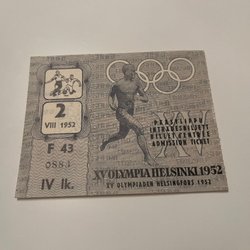 2
VIII 1952
F 43
0884
IV lk.
PÄÄSYLIPPU
INTRÄDESBILJETT
BILLET D'ENTRÉE
ADMISSION TICKET
XV OLYMPIA HELSINKI 1952
XV OLYMPIADEN HELSINGFORS 1952